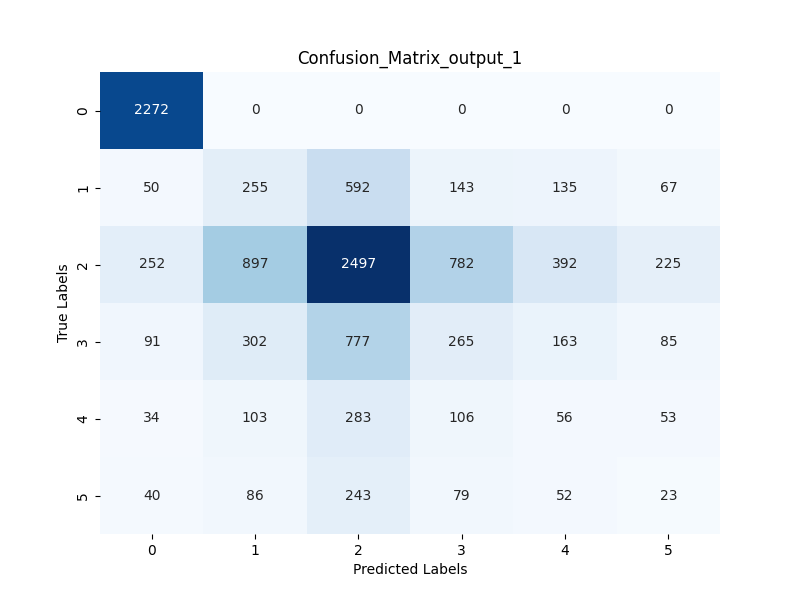 Confusion_Matrix_output_1
True Labels
0 2272 0 0 0 0 0
1 50 255 592 143 135 67
2 252 897 2497 782 392 225
3 91 302 777 265 163 85
4 34 103 283 106 56 53
5 40 86 243 79 52 23
0 1 2 3 4 5
Predicted Labels